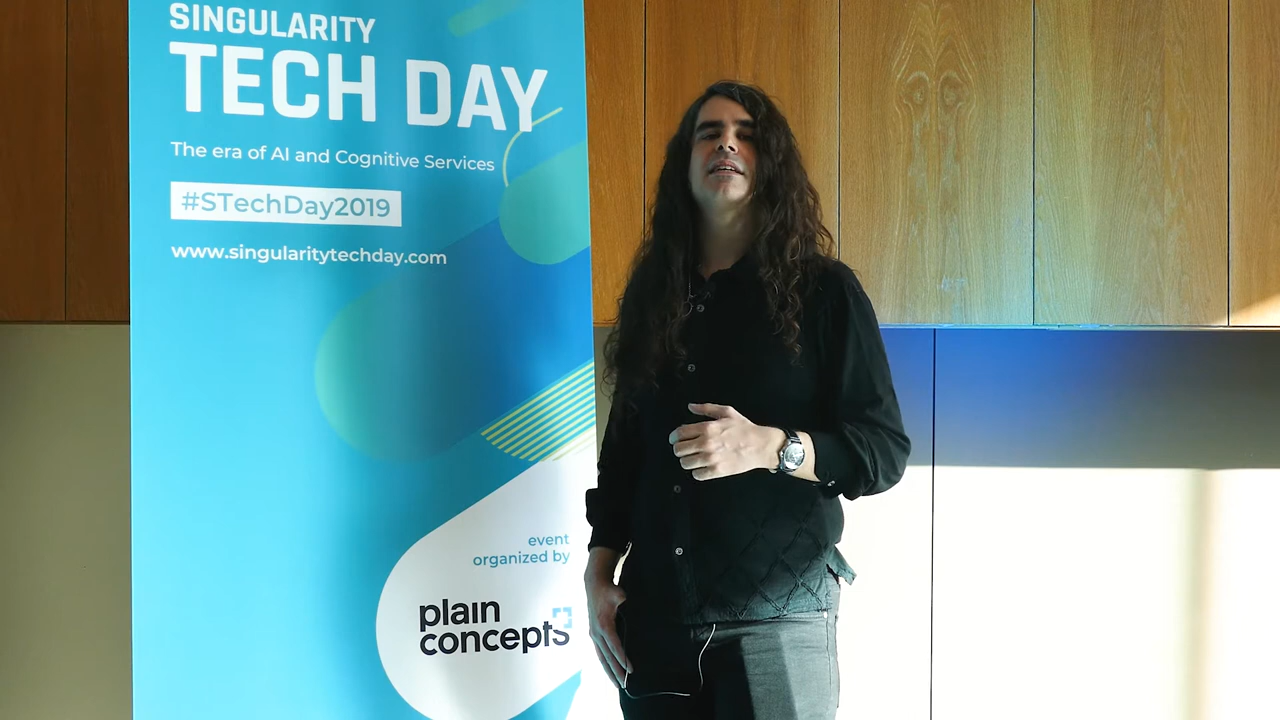 SINGULARITY
TECH DAY
The era of AI and Cognitive Services
#STechDay2019
www.singularitytechday.com
event
organized by
plain
concepts